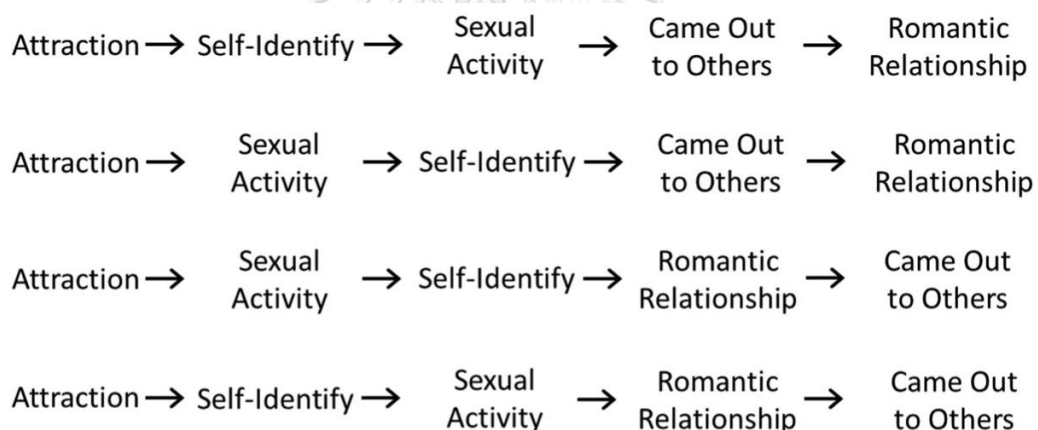 Attraction → Self-Identify → Sexual Activity → Came Out to Others → Romantic Relationship
Attraction → Sexual Activity → Self-Identify → Came Out to Others → Romantic Relationship
Attraction → Sexual Activity → Self-Identify → Romantic Relationship → Came Out to Others
Attraction → Self-Identify → Sexual Activity → Romantic Relationship → Came Out to Others